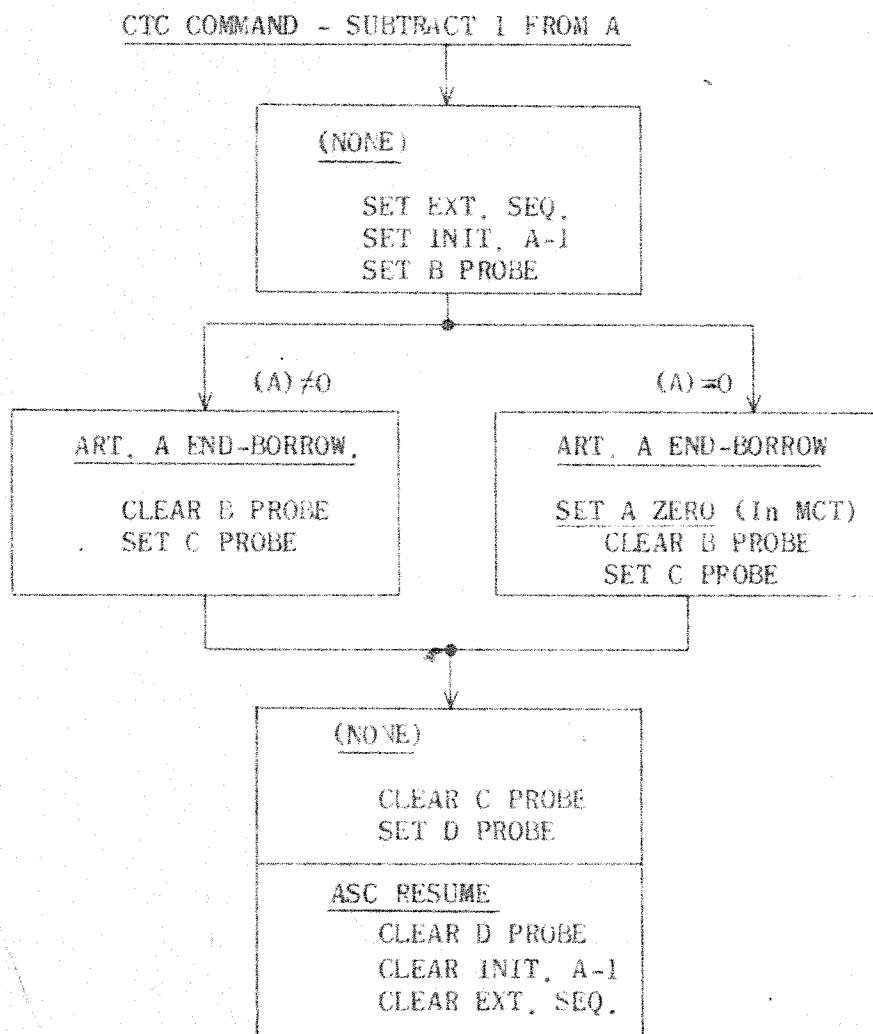 CTC COMMAND - SUBTRACT 1 FROM A
(NONE)
SET EXT. SEQ.
SET INIT. A-1
SET B PROBE
(A)≠0
(A)=0
ART. A END-BORROW.
CLEAR B PROBE
SET C PROBE
ART. A END-BORROW
SET A ZERO (In MCT)
CLEAR B PROBE
SET C PROBE
(NONE)
CLEAR C PROBE
SET D PROBE
ASC RESUME
CLEAR D PROBE
CLEAR INIT. A-1
CLEAR EXT. SEQ.